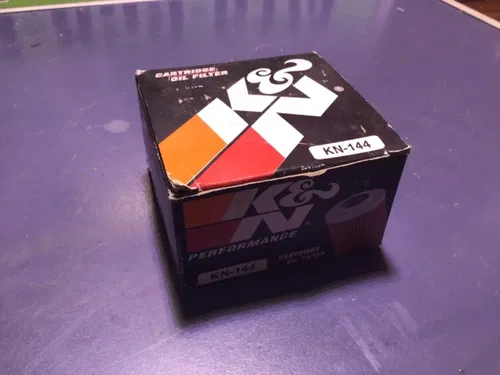 CARTRIDGE
OIL FILTER
K&N®
KN-144
K&N
PERFORMANCE
CARTRIDGE
OIL FILTER
KN-144